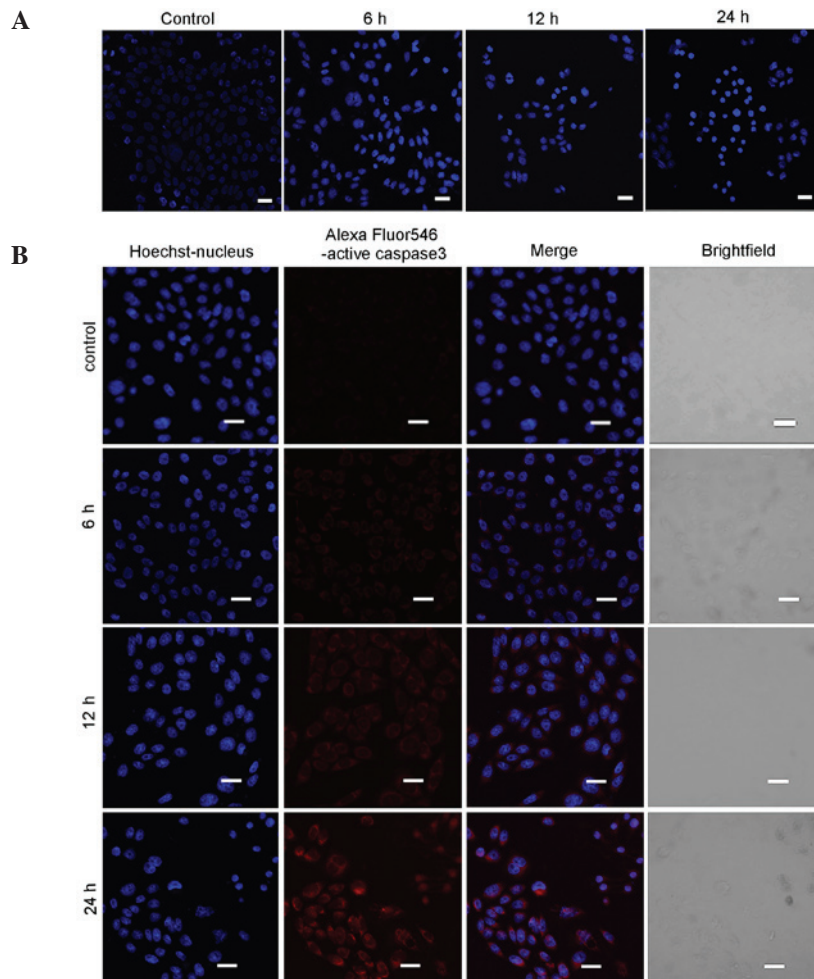 A
Control 6 h 12 h 24 h
B
Hoechst-nucleus Alexa Fluor546 -active caspase3 Merge Brightfield
control
6 h
12 h
24 h